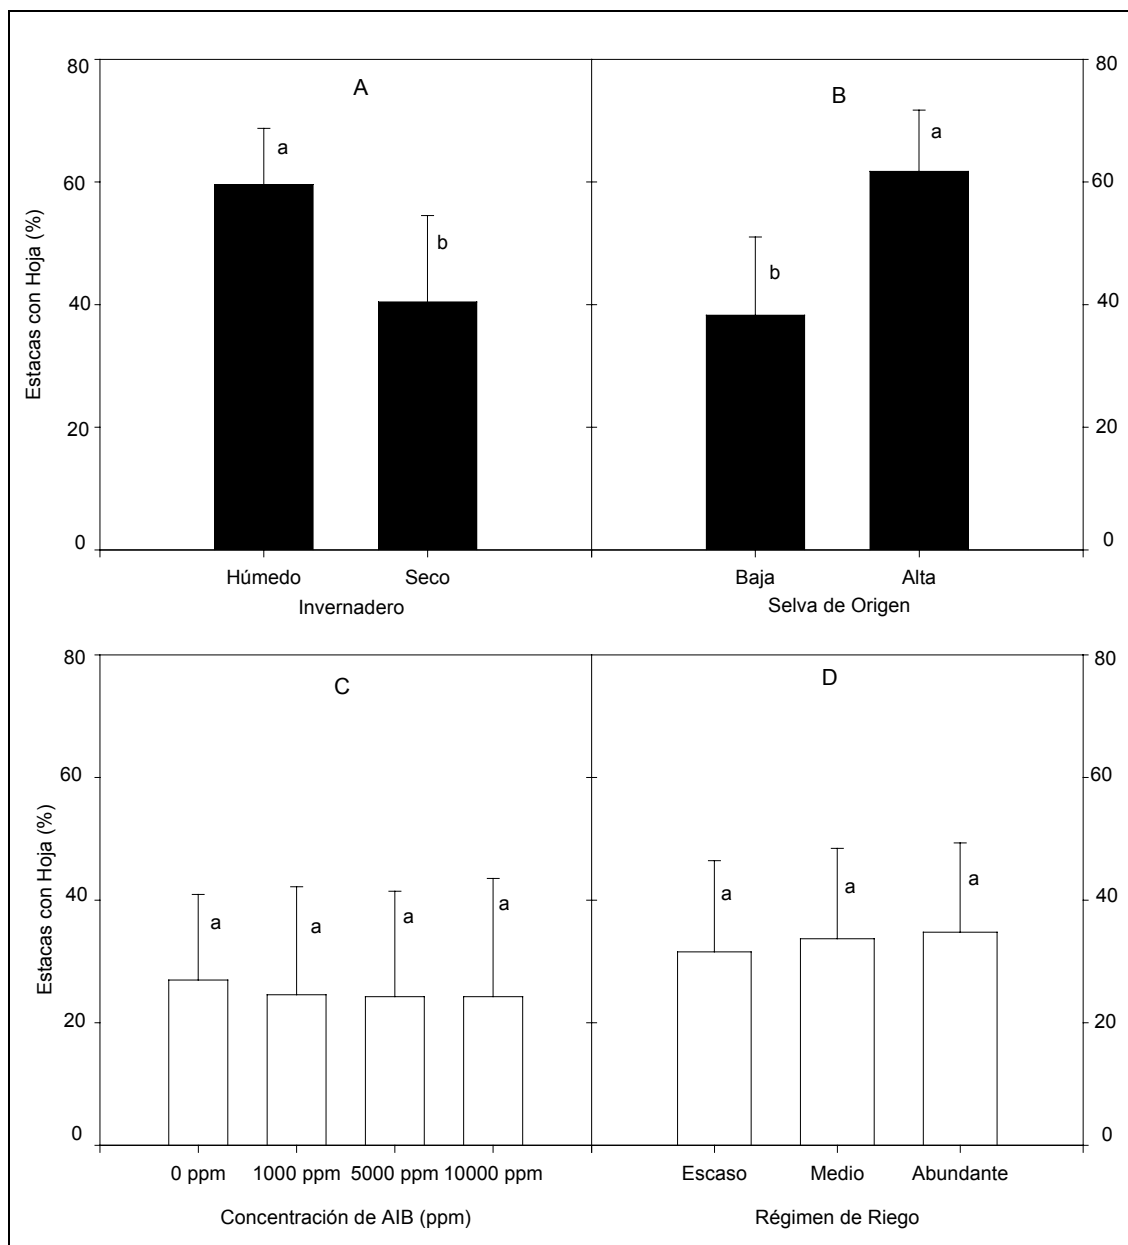 80
60
40
20
0
Estacas con Hoja (%)
A
a
b
Húmedo Seco
Invernadero
B
b
a
Baja Alta
Selva de Origen
80
60
40
20
0
80
60
40
20
0
Estacas con Hoja (%)
C
a a a a
0 ppm 1000 ppm 5000 ppm 10000 ppm
Concentración de AIB (ppm)
D
a a a
Escaso Medio Abundante
Régimen de Riego
80
60
40
20
0